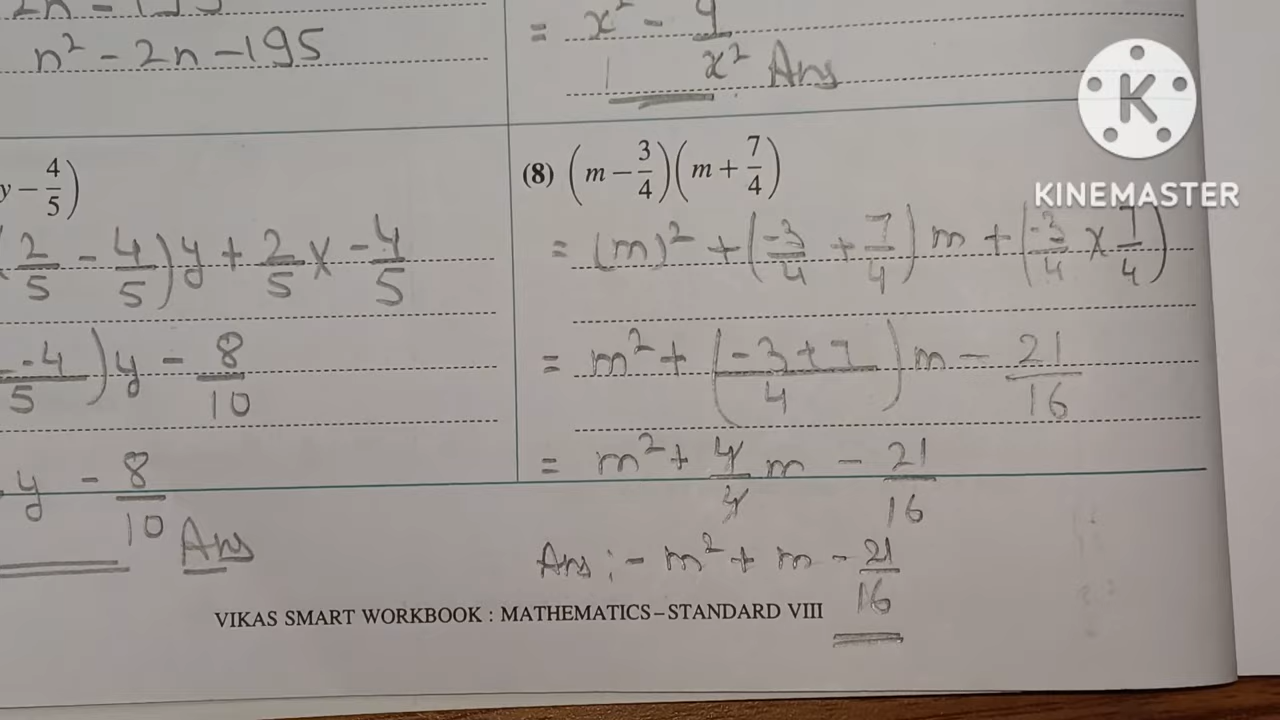 n² - 2n - 195
= x² - 9/x² Ans
y - 4/5)
(2/5 - 4/5)y + 2/5 x -4/5
-4/5)y - 8/10
y - 8/10 Ans
(8) (m - 3/4)(m + 7/4)
= (m)² + (-3/4 + 7/4) m + (-3/4 x 7/4)
= m² + (-3+7/4) m - 21/16
= m² + 4/4 m - 21/16
Ans :- m² + m - 21/16
VIKAS SMART WORKBOOK : MATHEMATICS–STANDARD VIII
KINEMASTER